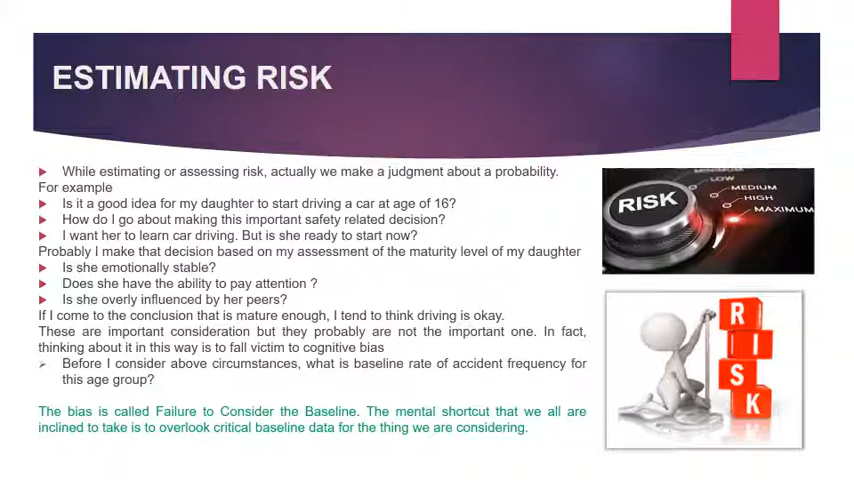 ESTIMATING RISK
While estimating or assessing risk, actually we make a judgment about a probability.
For example
Is it a good idea for my daughter to start driving a car at age of 16?
How do I go about making this important safety related decision?
I want her to learn car driving. But is she ready to start now?
Probably I make that decision based on my assessment of the maturity level of my daughter
Is she emotionally stable?
Does she have the ability to pay attention ?
Is she overly influenced by her peers?
If I come to the conclusion that is mature enough, I tend to think driving is okay.
These are important consideration but they probably are not the important one. In fact,
thinking about it in this way is to fall victim to cognitive bias
Before I consider above circumstances, what is baseline rate of accident frequency for
this age group?
The bias is called Failure to Consider the Baseline. The mental shortcut that we all are
inclined to take is to overlook critical baseline data for the thing we are considering.
RISK
MINIMUM
LOW
MEDIUM
HIGH
MAXIMUM
R
I
S
K